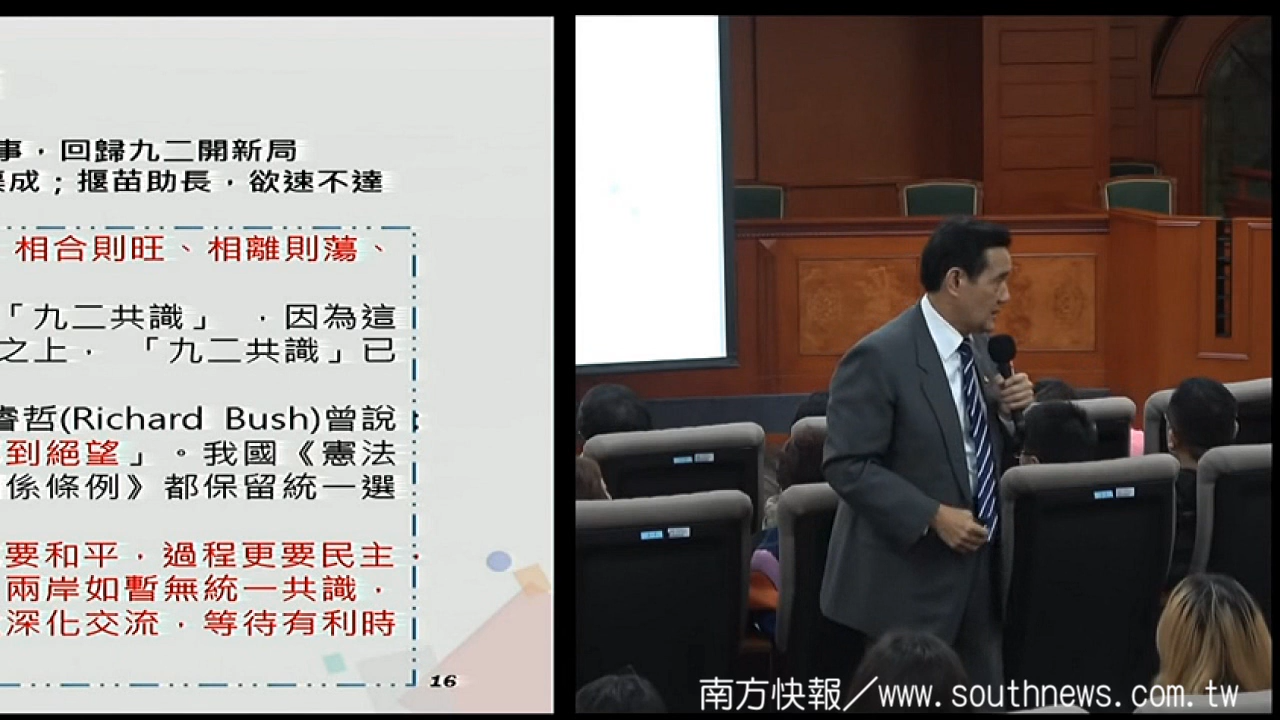 事，回歸九二開新局
渠成；揠苗助長，欲速不達
相合則旺、相離則蕩、
「九二共識」，因為這
之上，「九二共識」已
睿哲(Richard Bush)曾說：
到絕望」。我國《憲法
係條例》都保留統一選
要和平，過程更要民主，
兩岸如暫無統一共識，
深化交流，等待有利時
16
南方快報／www.southnews.com.tw